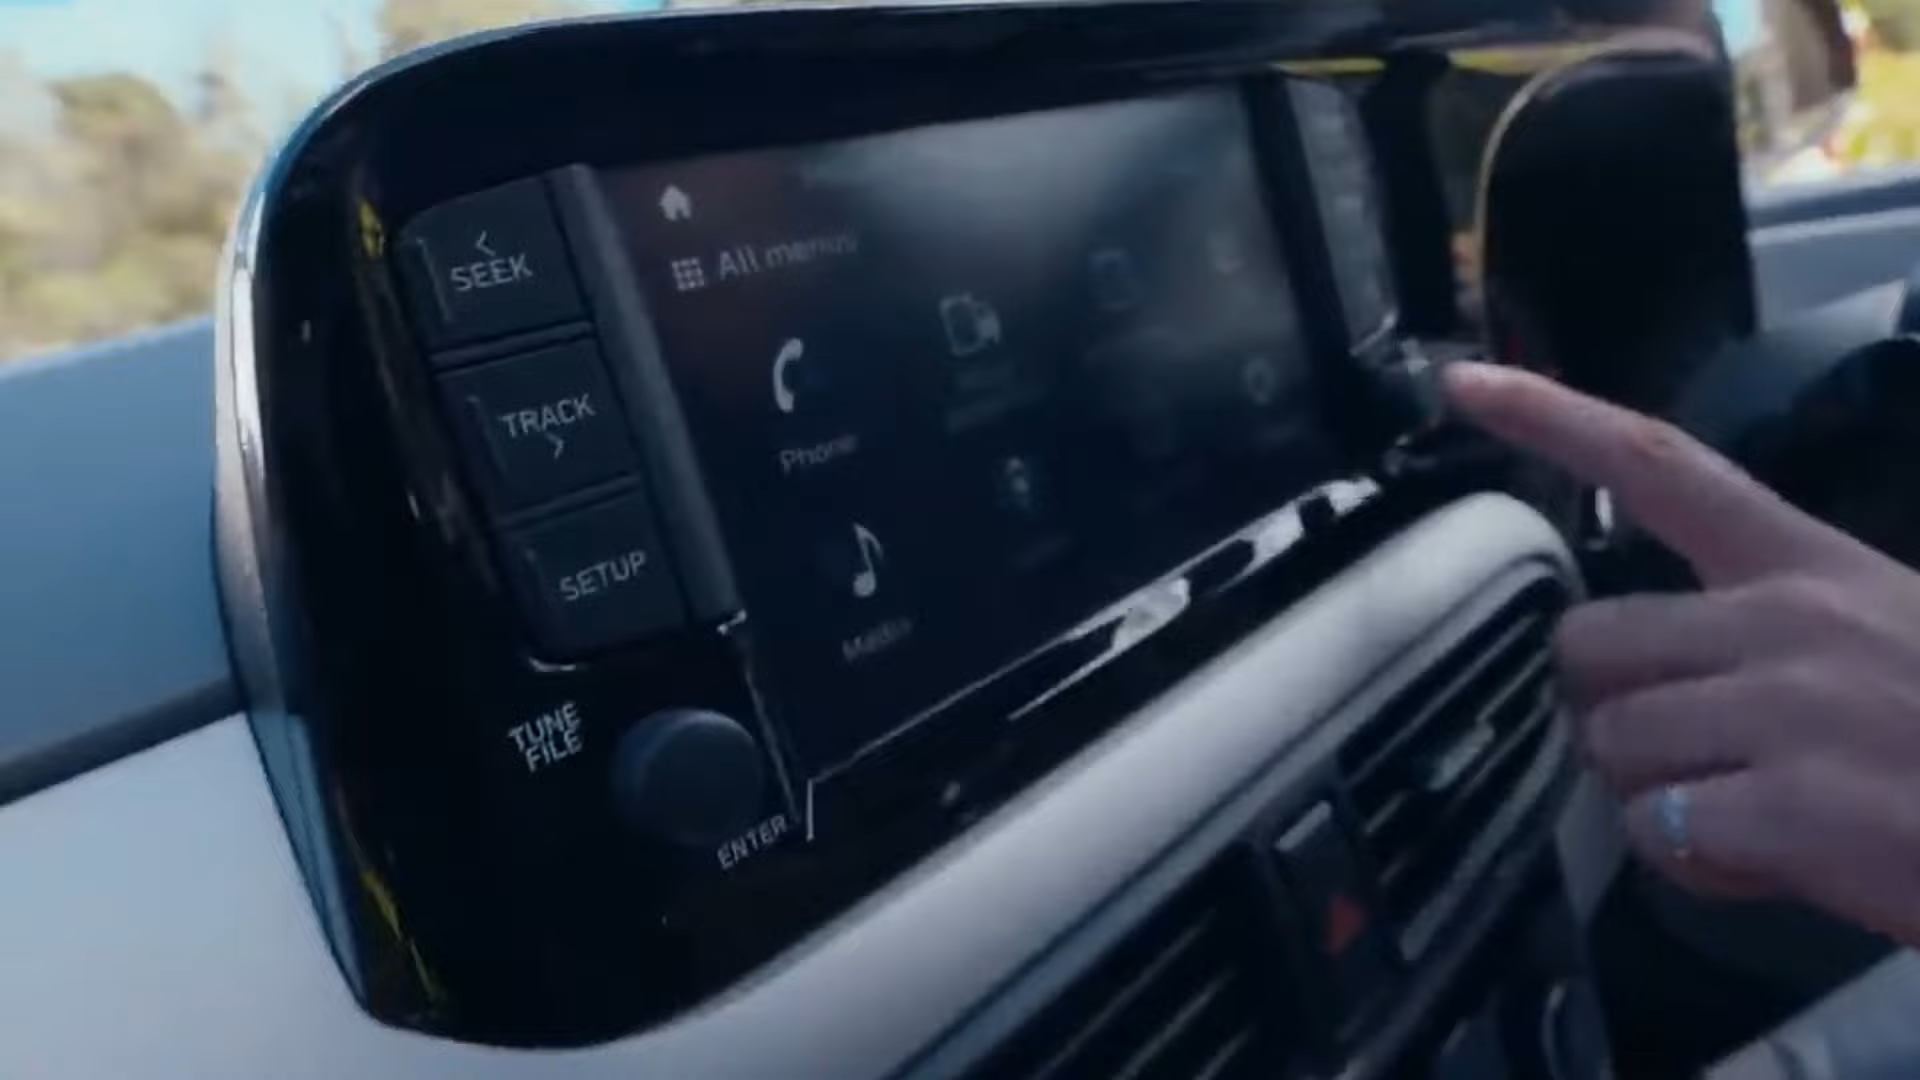 <
SEEK
All menus
TRACK
>
Phone
SETUP
Media
TUNE
FILE
ENTER